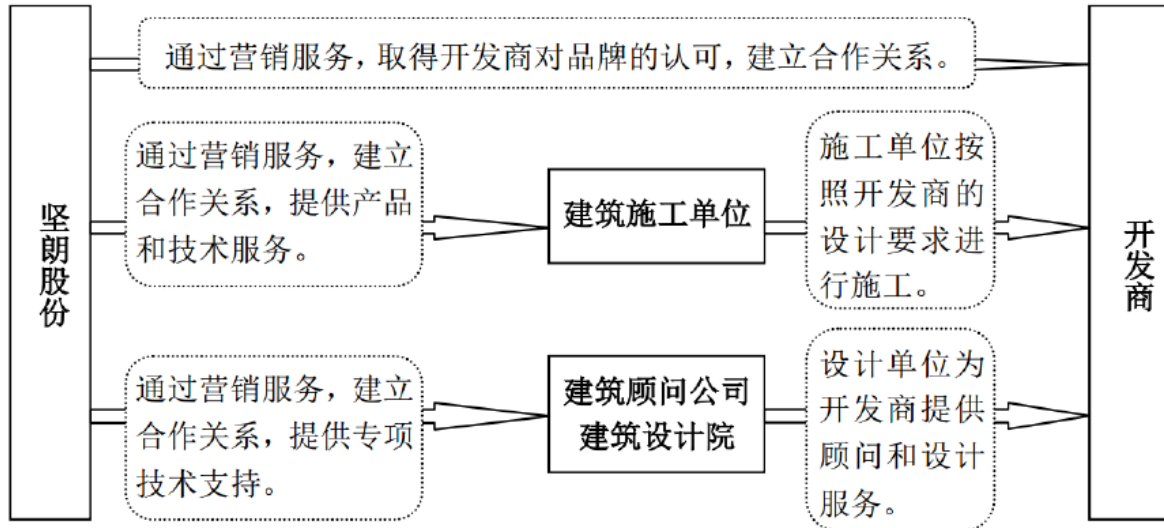 坚朗股份
通过营销服务，取得开发商对品牌的认可，建立合作关系。
通过营销服务，建立
合作关系，提供产品
和技术服务。
建筑施工单位
施工单位按
照开发商的
设计要求进
行施工。
通过营销服务，建立
合作关系，提供专项
技术支持。
建筑顾问公司
建筑设计院
设计单位为
开发商提供
顾问和设计
服务。
开发商